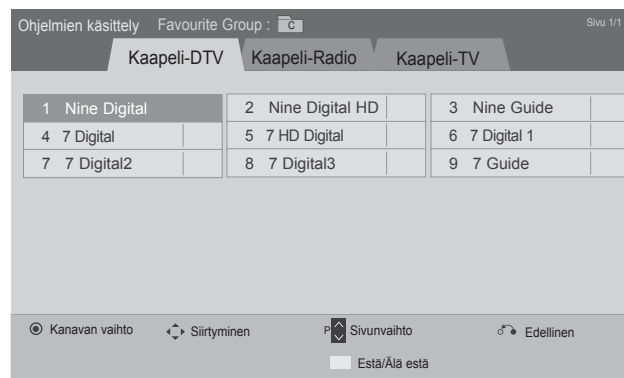 Ohjelmien käsittely Favourite Group : C Sivu 1/1
Kaapeli-DTV Kaapeli-Radio Kaapeli-TV
1 Nine Digital 2 Nine Digital HD 3 Nine Guide
4 7 Digital 5 7 HD Digital 6 7 Digital 1
7 7 Digital2 8 7 Digital3 9 7 Guide
Kanavan vaihto Siirtyminen P Sivunvaihto Edellinen
Estä/Älä estä